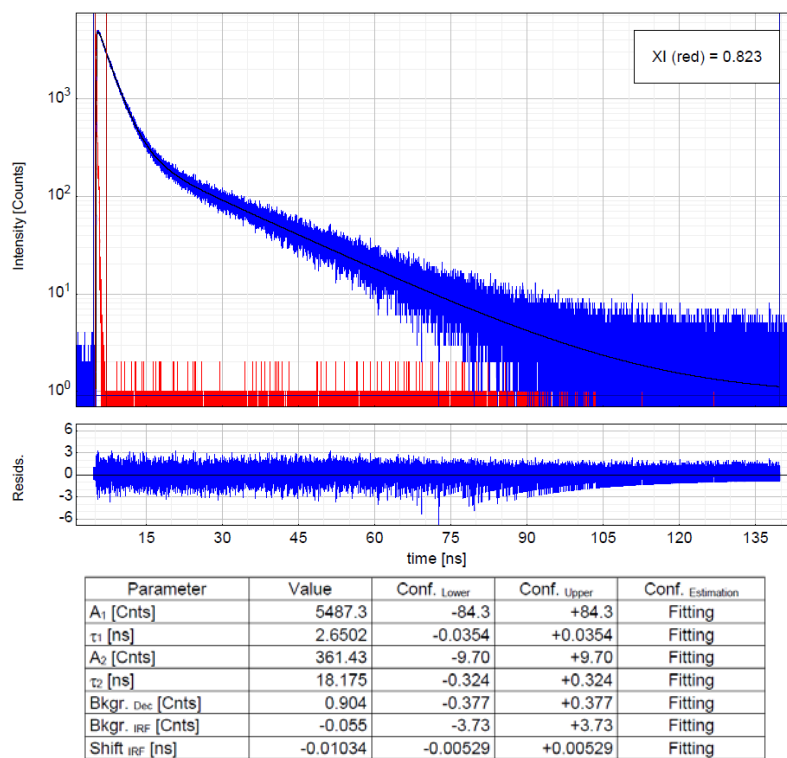 XI (red) = 0.823
Intensity [Counts]
10³
10²
10¹
10⁰
Resids.
6
3
0
-3
-6
15 30 45 60 75 90 105 120 135
time [ns]
Parameter Value Conf. Lower Conf. Upper Conf. Estimation
A₁ [Cnts] 5487.3 -84.3 +84.3 Fitting
τ₁ [ns] 2.6502 -0.0354 +0.0354 Fitting
A₂ [Cnts] 361.43 -9.70 +9.70 Fitting
τ₂ [ns] 18.175 -0.324 +0.324 Fitting
Bkgr. Dec [Cnts] 0.904 -0.377 +0.377 Fitting
Bkgr. IRF [Cnts] -0.055 -3.73 +3.73 Fitting
Shift IRF [ns] -0.01034 -0.00529 +0.00529 Fitting